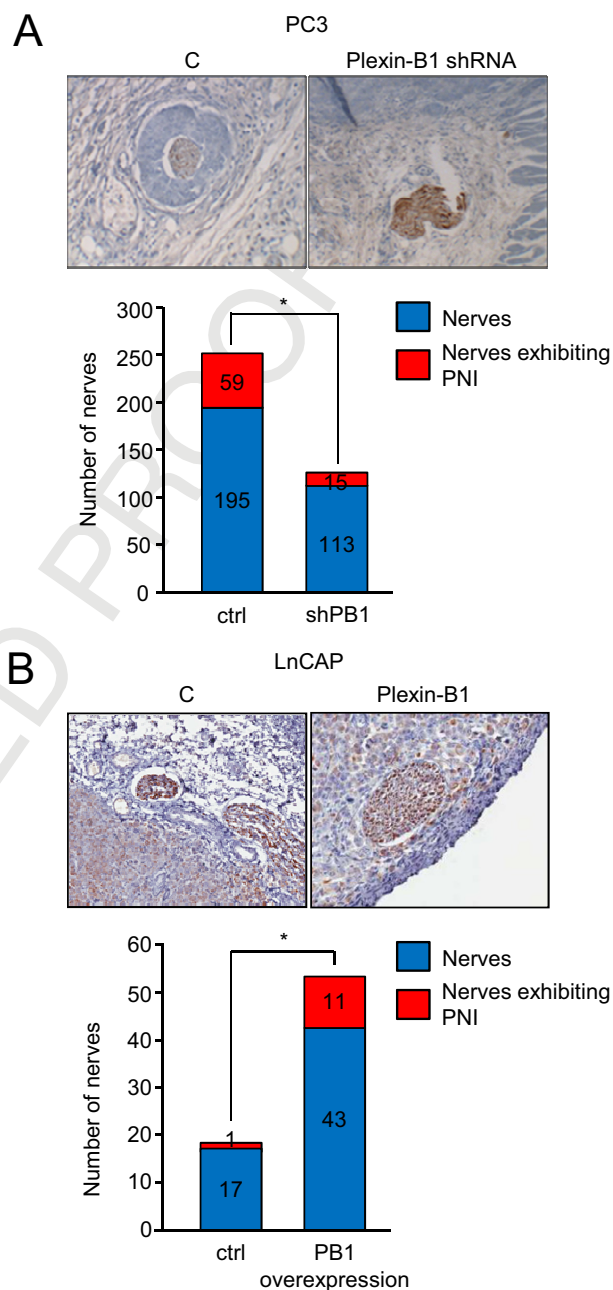 A
PC3
C
Plexin-B1 shRNA
300
250
200
150
100
50
0
Number of nerves
59
195
15
113
*
ctrl
shPB1
Nerves
Nerves exhibiting
PNI
B
LnCAP
C
Plexin-B1
60
50
40
30
20
10
0
Number of nerves
1
17
11
43
*
ctrl
PB1
overexpression
Nerves
Nerves exhibiting
PNI
ED PROOF